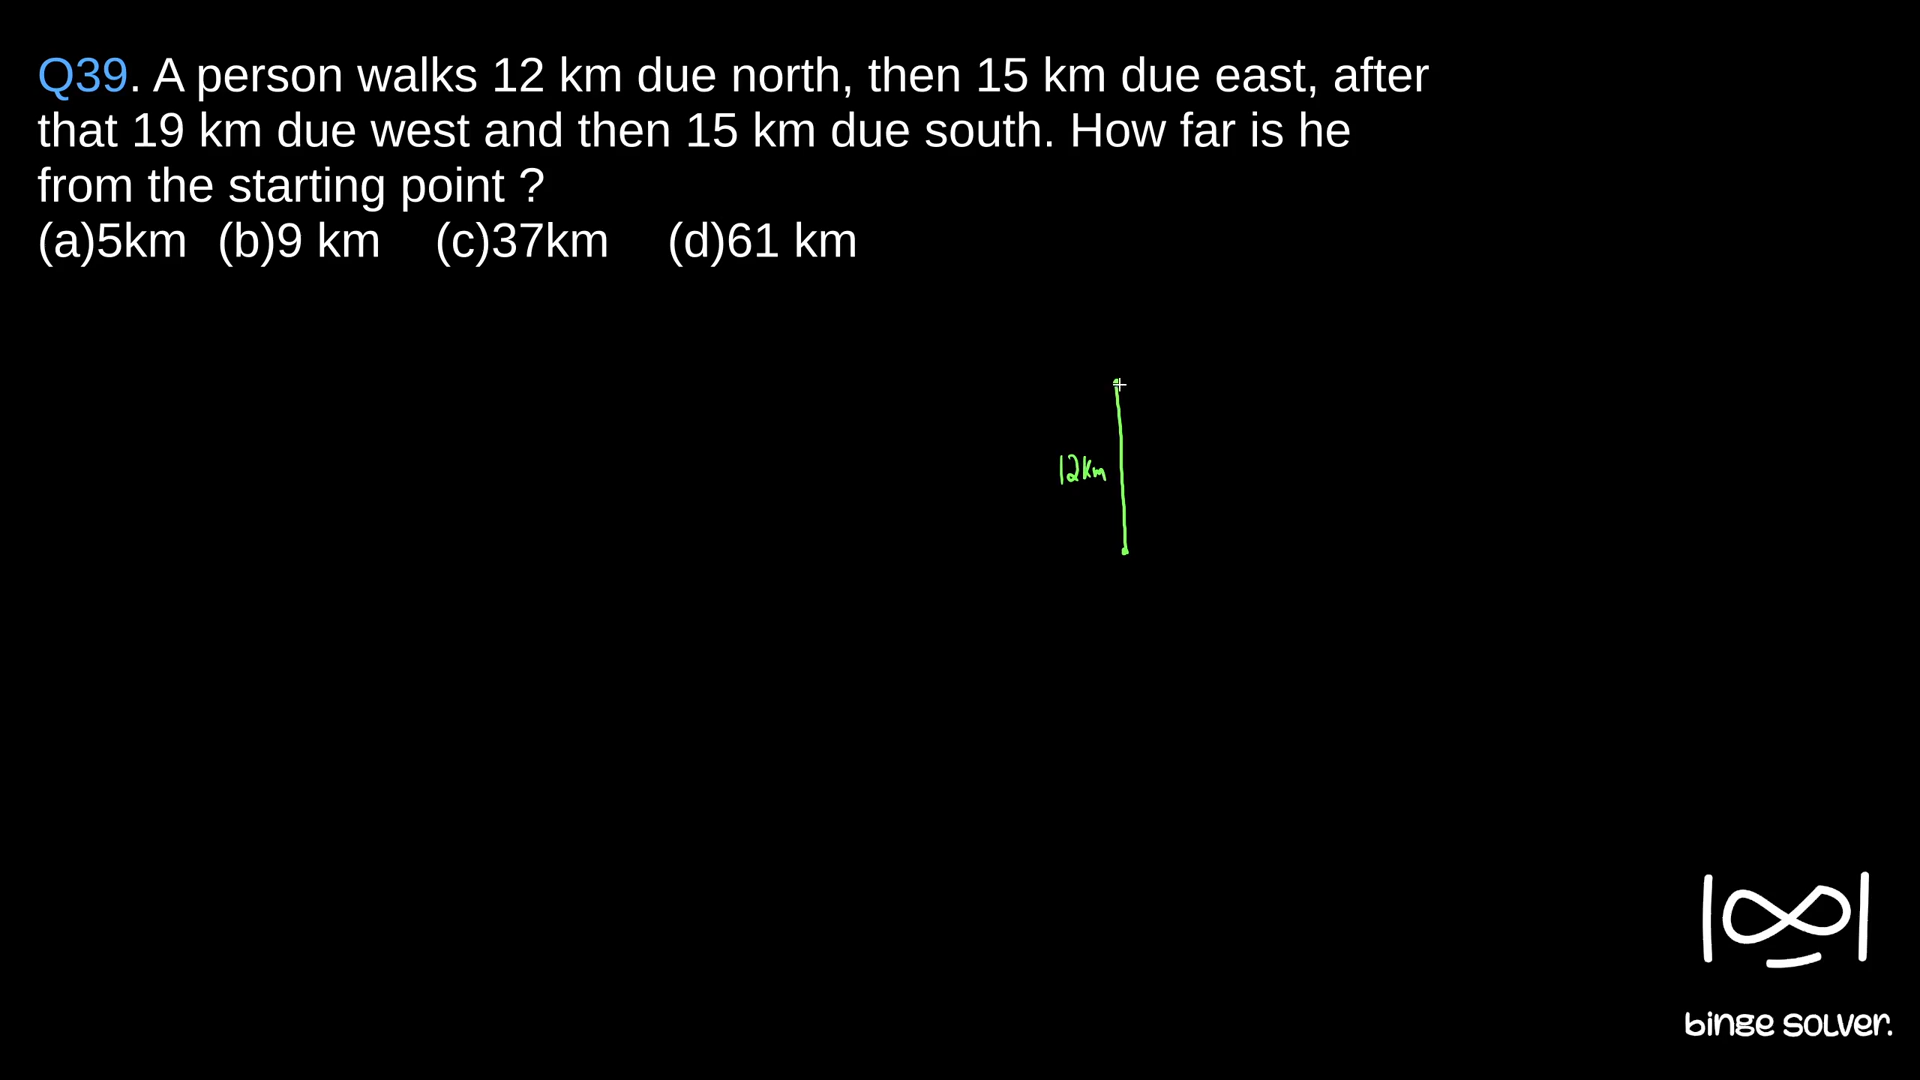 Q39. A person walks 12 km due north, then 15 km due east, after
that 19 km due west and then 15 km due south. How far is he
from the starting point ?
(a)5km (b)9 km (c)37km (d)61 km
12km
binge solver.